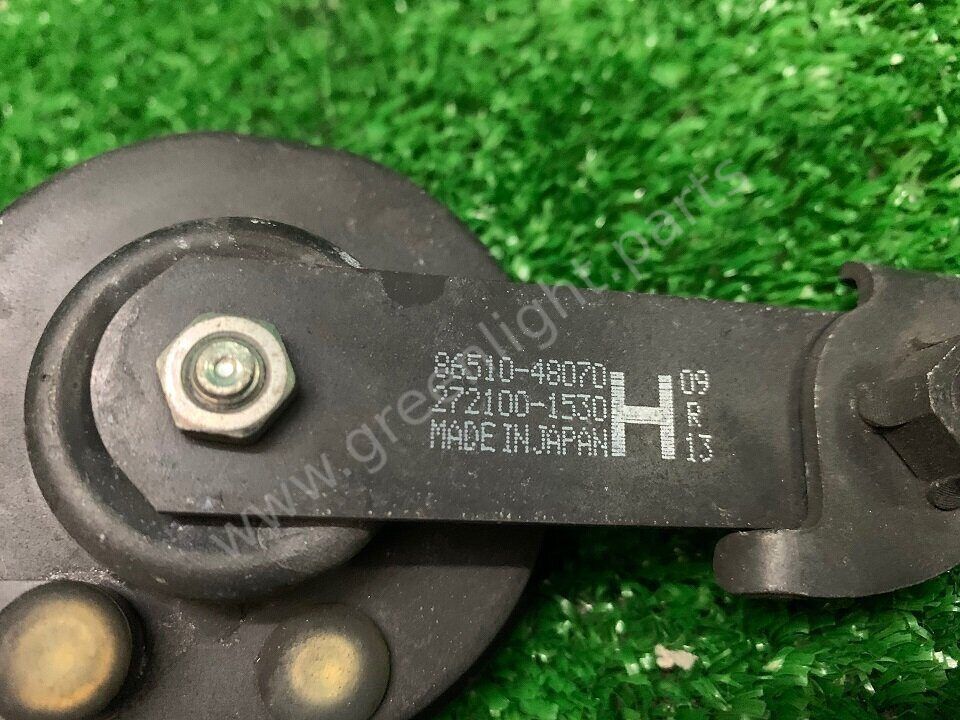 86510-48070
272100-1530
MADE IN JAPAN
H
09
R
13
www.greenlight.parts